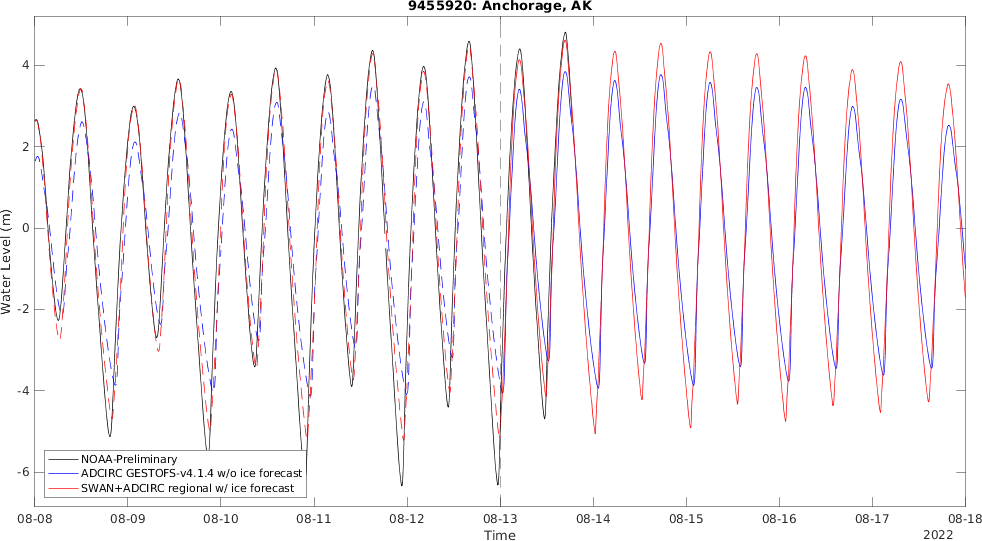 9455920: Anchorage, AK
Water Level (m)
4
2
0
-2
-4
-6
NOAA-Preliminary
ADCIRC GESTOFS-v4.1.4 w/o ice forecast
SWAN+ADCIRC regional w/ ice forecast
08-08 08-09 08-10 08-11 08-12 08-13 08-14 08-15 08-16 08-17 08-18
Time
2022